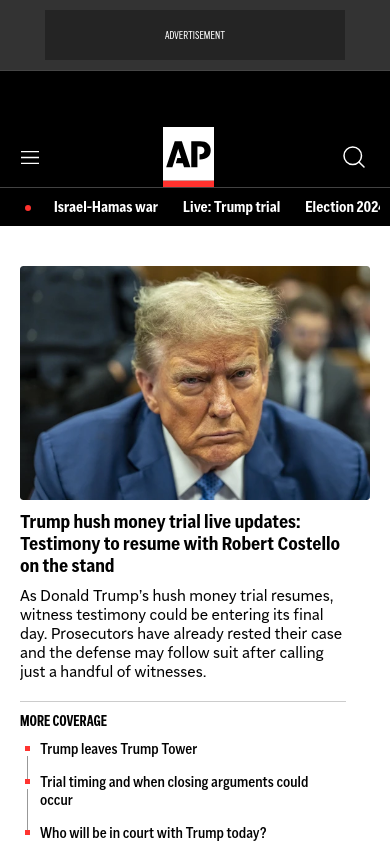 ADVERTISEMENT
AP
Israel-Hamas war Live: Trump trial Election 202
Trump hush money trial live updates:
Testimony to resume with Robert Costello
on the stand
As Donald Trump’s hush money trial resumes,
witness testimony could be entering its final
day. Prosecutors have already rested their case
and the defense may follow suit after calling
just a handful of witnesses.
MORE COVERAGE
Trump leaves Trump Tower
Trial timing and when closing arguments could
occur
Who will be in court with Trump today?